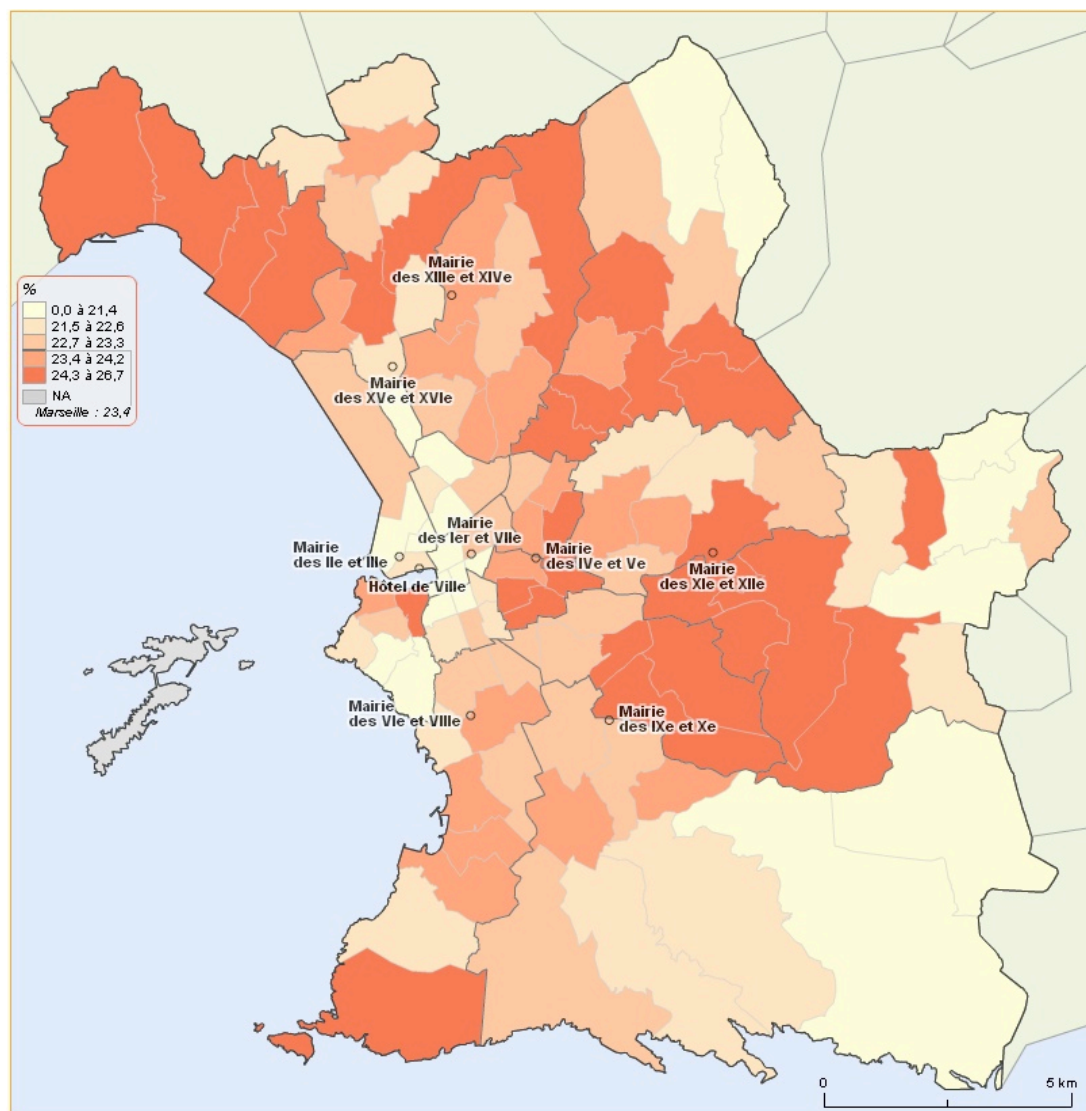 Mairie
des XIIIe et XIVe
%
0,0 à 21,4
21,5 à 22,6
22,7 à 23,3
23,4 à 24,2
24,3 à 26,7
NA
Marseille : 23,4
Mairie
des XVe et XVIe
Mairie
des Ier et VIIe
Mairie
des IIe et IIIe
Mairie
des IVe et Ve
Mairie
des XIe et XIIe
Hôtel de Ville
Mairie
des VIe et VIIIe
Mairie
des IXe et Xe
0
5 km